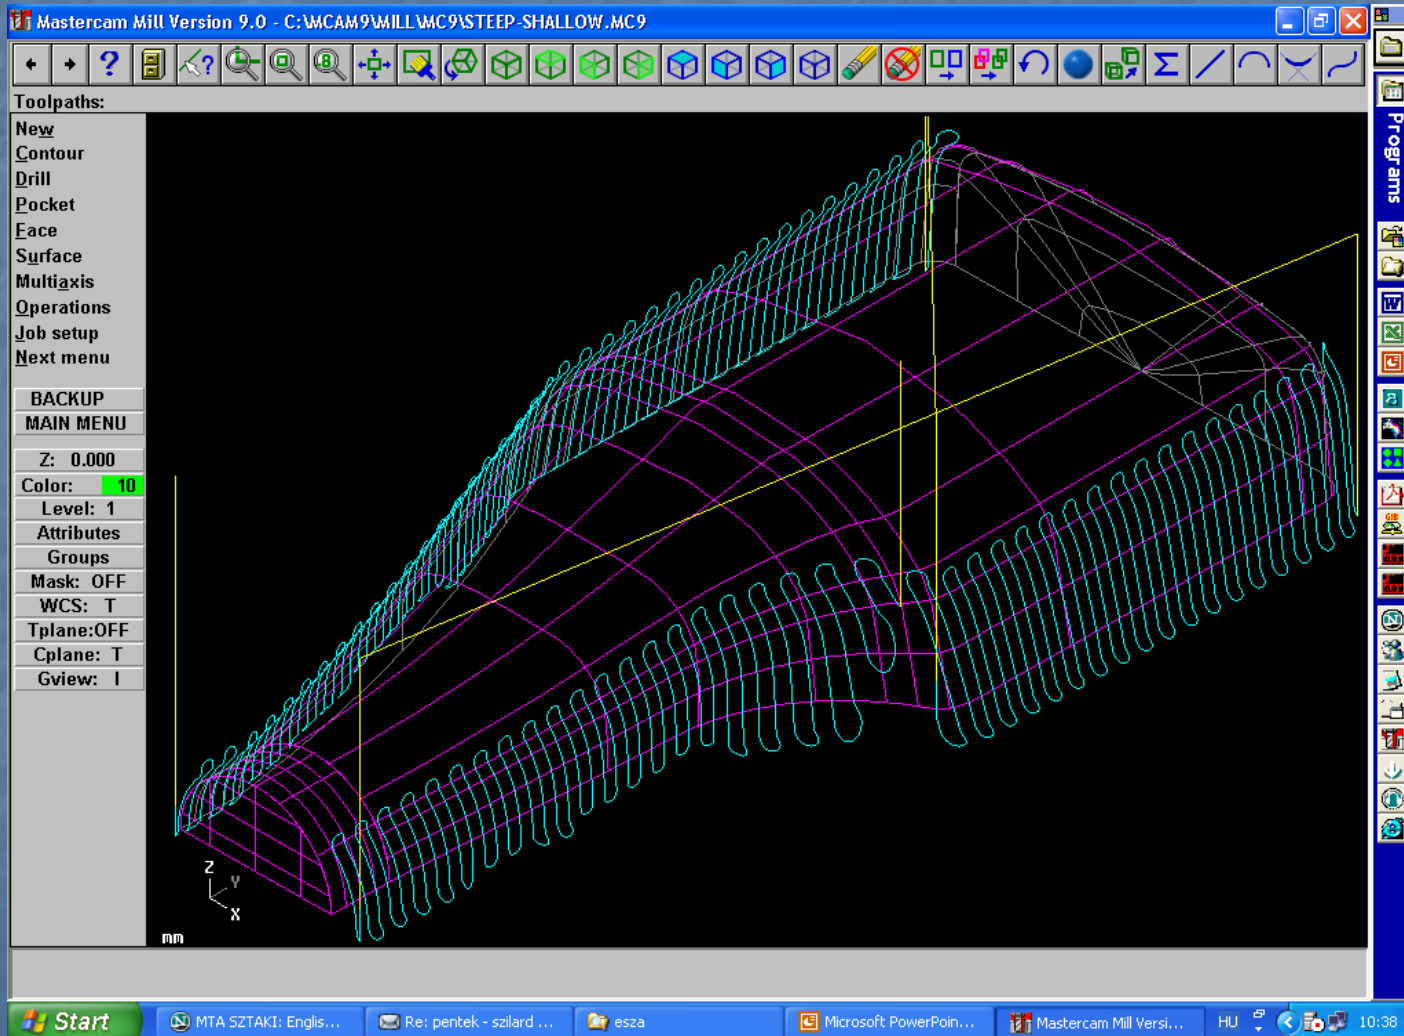 Mastercam Mill Version 9.0 - C:\MCAM9\MILL\MC9\STEEP-SHALLOW.MC9
Toolpaths:
New
Contour
Drill
Pocket
Face
Surface
Multiaxis
Operations
Job setup
Next menu
BACKUP
MAIN MENU
Z: 0.000
Color: 10
Level: 1
Attributes
Groups
Mask: OFF
WCS: T
Tplane:OFF
Cplane: T
Gview: I
Z
Y
X
mm
Programs
Start
MTA SZTAKI: Englis...
Re: pentek - szilard ...
esza
Microsoft PowerPoin...
Mastercam Mill Versi...
HU
10:38